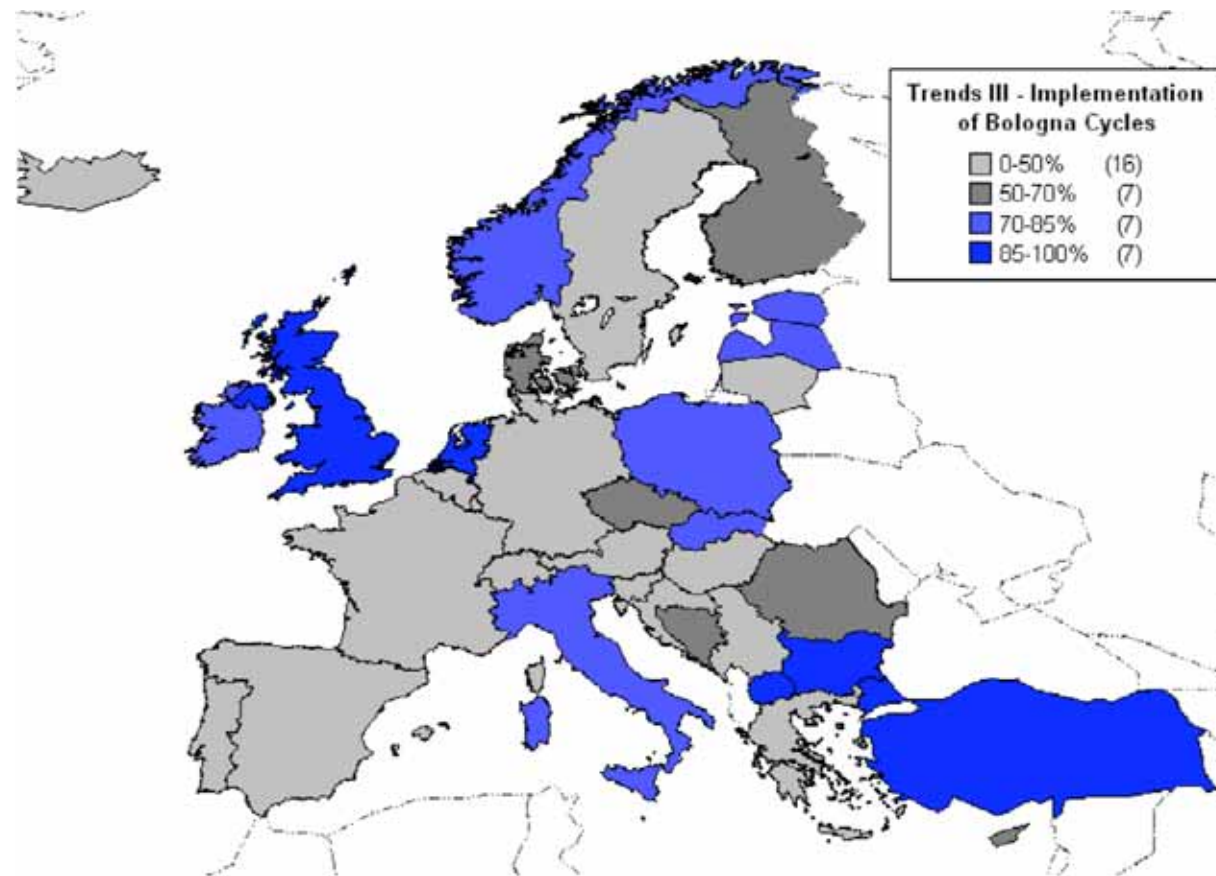 Trends III - Implementation
of Bologna Cycles
0-50% (16)
50-70% (7)
70-85% (7)
85-100% (7)